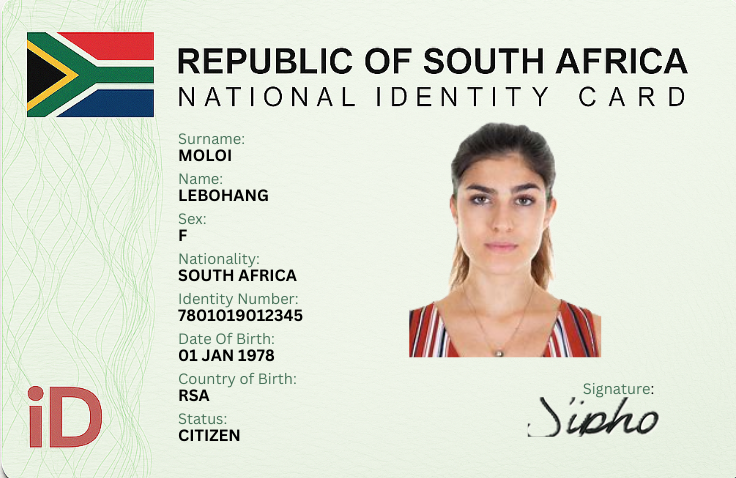 REPUBLIC OF SOUTH AFRICA
NATIONAL IDENTITY CARD
Surname:
MOLOI
Name:
LEBOHANG
Sex:
F
Nationality:
SOUTH AFRICA
Identity Number:
7801019012345
Date Of Birth:
01 JAN 1978
Country of Birth:
RSA
Status:
CITIZEN
iD
Signature:
Sipho